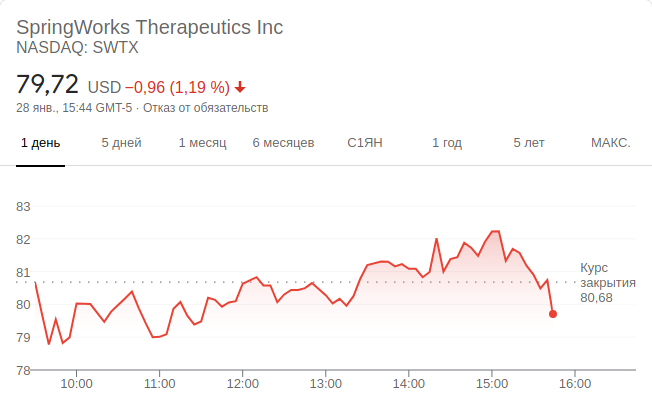 SpringWorks Therapeutics Inc
NASDAQ: SWTX
79,72 USD −0,96 (1,19 %)
28 янв., 15:44 GMT-5 · Отказ от обязательств
1 день 5 дней 1 месяц 6 месяцев С1ЯН 1 год 5 лет МАКС.
83
82
81
80
79
78
Курс
закрытия
80,68
10:00 11:00 12:00 13:00 14:00 15:00 16:00